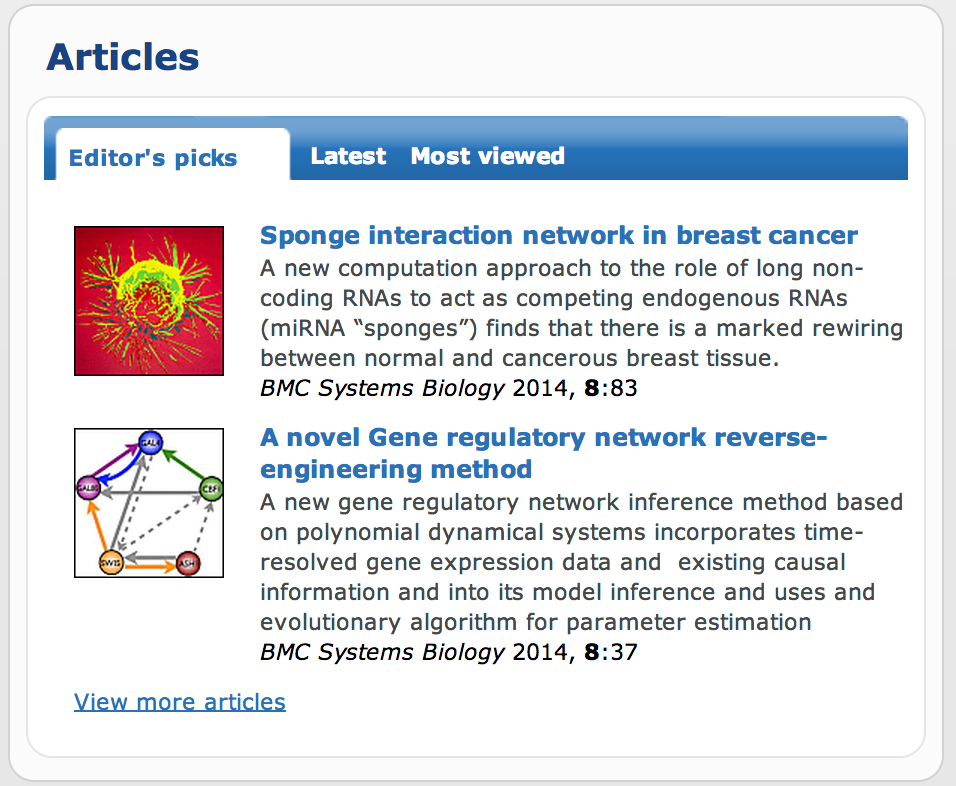 Articles
Editor's picks Latest Most viewed
Sponge interaction network in breast cancer
A new computation approach to the role of long non-
coding RNAs to act as competing endogenous RNAs
(miRNA “sponges”) finds that there is a marked rewiring
between normal and cancerous breast tissue.
BMC Systems Biology 2014, 8:83
A novel Gene regulatory network reverse-
engineering method
A new gene regulatory network inference method based
on polynomial dynamical systems incorporates time-
resolved gene expression data and existing causal
information and into its model inference and uses and
evolutionary algorithm for parameter estimation
BMC Systems Biology 2014, 8:37
GAL4
GAL80
CBF1
SWI5
ASH1
View more articles